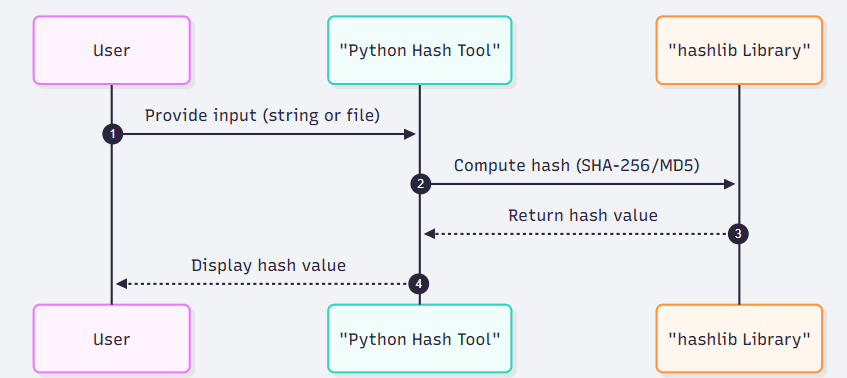 User
"Python Hash Tool"
"hashlib Library"
Provide input (string or file)
1
Compute hash (SHA-256/MD5)
2
Return hash value
3
Display hash value
4
User
"Python Hash Tool"
"hashlib Library"